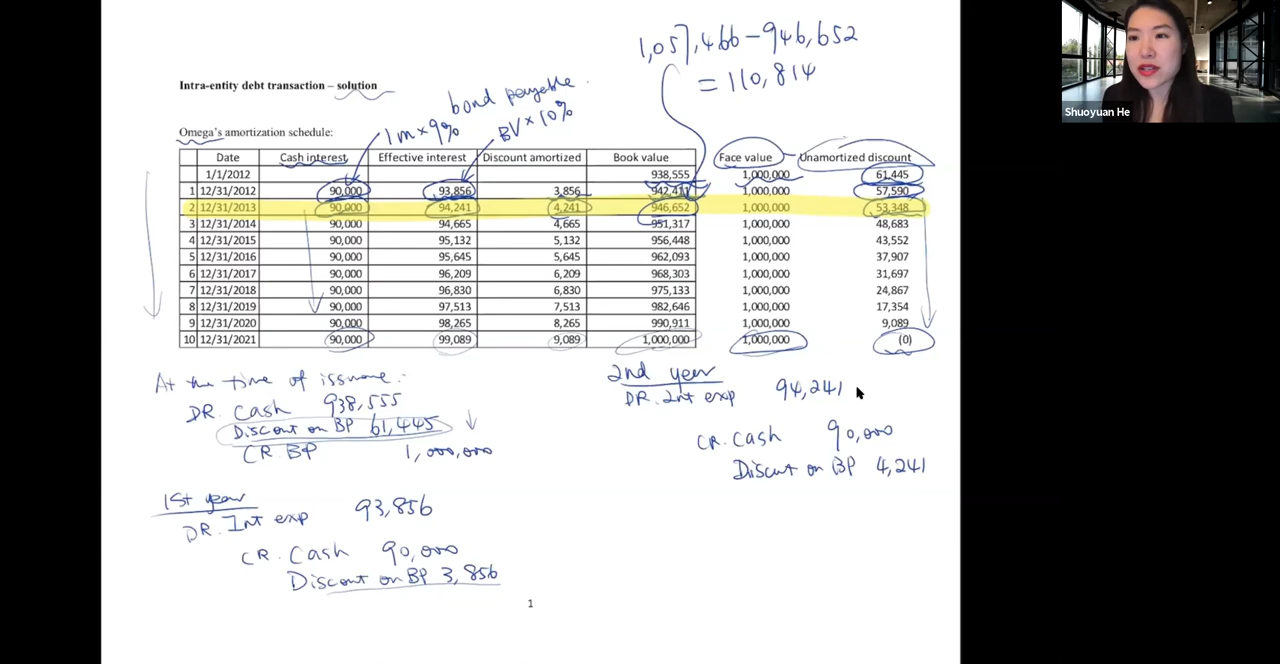 1,057,466 - 946,652
= 110,814
Shuoyuan He
Intra-entity debt transaction – solution
bond payable
1m × 9%
BV × 10%
Omega's amortization schedule:
Date Cash interest Effective interest Discount amortized Book value Face value Unamortized discount
1/1/2012 938,555 1,000,000 61,445
1 12/31/2012 90,000 93,856 3,856 942,411 1,000,000 57,590
2 12/31/2013 90,000 94,241 4,241 946,652 1,000,000 53,348
3 12/31/2014 90,000 94,665 4,665 951,317 1,000,000 48,683
4 12/31/2015 90,000 95,132 5,132 956,448 1,000,000 43,552
5 12/31/2016 90,000 95,645 5,645 962,093 1,000,000 37,907
6 12/31/2017 90,000 96,209 6,209 968,303 1,000,000 31,697
7 12/31/2018 90,000 96,830 6,830 975,133 1,000,000 24,867
8 12/31/2019 90,000 97,513 7,513 982,646 1,000,000 17,354
9 12/31/2020 90,000 98,265 8,265 990,911 1,000,000 9,089
10 12/31/2021 90,000 99,089 9,089 1,000,000 1,000,000 (0)
At the time of issuance:
DR. Cash 938,555
Discount on BP 61,445
CR BP 1,000,000
1st year
DR. Int exp 93,856
CR. Cash 90,000
Discount on BP 3,856
2nd year
DR. Int exp 94,241
CR. Cash 90,000
Discount on BP 4,241
1